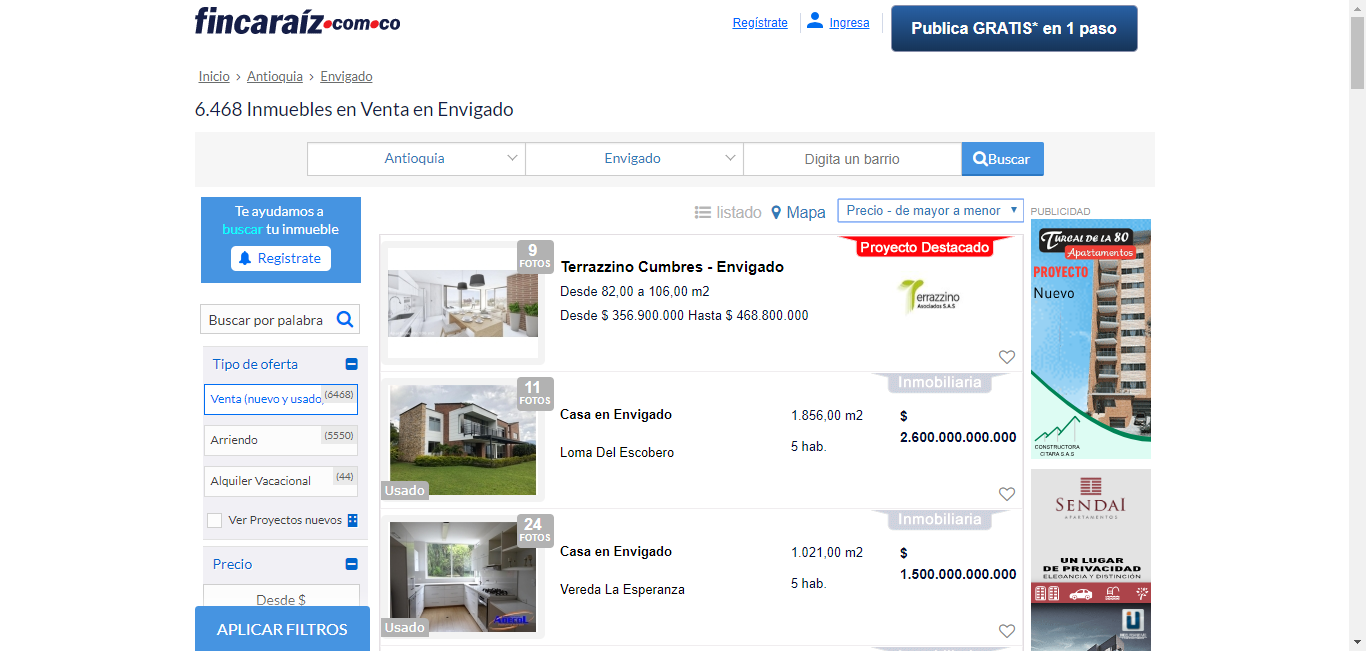 fincaraíz.com.co
Regístrate
Ingresa
Publica GRATIS* en 1 paso
Inicio > Antioquia > Envigado
6.468 Inmuebles en Venta en Envigado
Antioquia
Envigado
Digita un barrio
Buscar
Te ayudamos a
buscar tu inmueble
Registrate
Buscar por palabra
Tipo de oferta
Venta (nuevo y usado)
(6468)
Arriendo
(5550)
Alquiler Vacacional
(44)
Ver Proyectos nuevos
Precio
Desde $
APLICAR FILTROS
listado
Mapa
Precio - de mayor a menor
9
FOTOS
Proyecto Destacado
Terrazzino Cumbres - Envigado
Desde 82,00 a 106,00 m2
Desde $ 356.900.000 Hasta $ 468.800.000
Terrazzino
Asociados S.A.S
11
FOTOS
Usado
Inmobiliaria
Casa en Envigado
Loma Del Escobero
1.856,00 m2
5 hab.
$
2.600.000.000.000
24
FOTOS
Usado
Inmobiliaria
Casa en Envigado
Vereda La Esperanza
1.021,00 m2
5 hab.
$
1.500.000.000.000
Inmobiliaria
PUBLICIDAD
TURCAL DE LA 80
Apartamentos
PROYECTO
Nuevo
CONSTRUCTORA
CITARA S.A.S
SENDAI
APARTAMENTOS
UN LUGAR
DE PRIVACIDAD
ELEGANCIA Y DISTINCIÓN